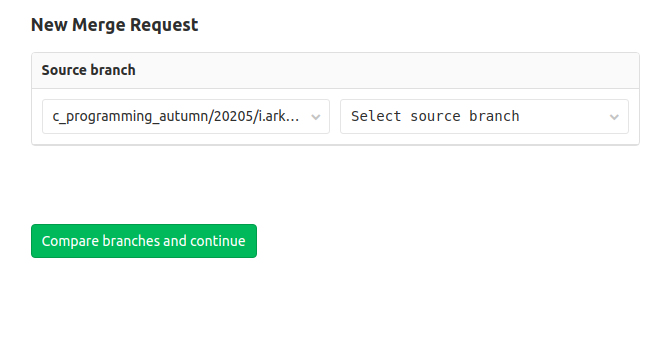 New Merge Request
Source branch
c_programming_autumn/20205/i.ark...
Select source branch
Compare branches and continue